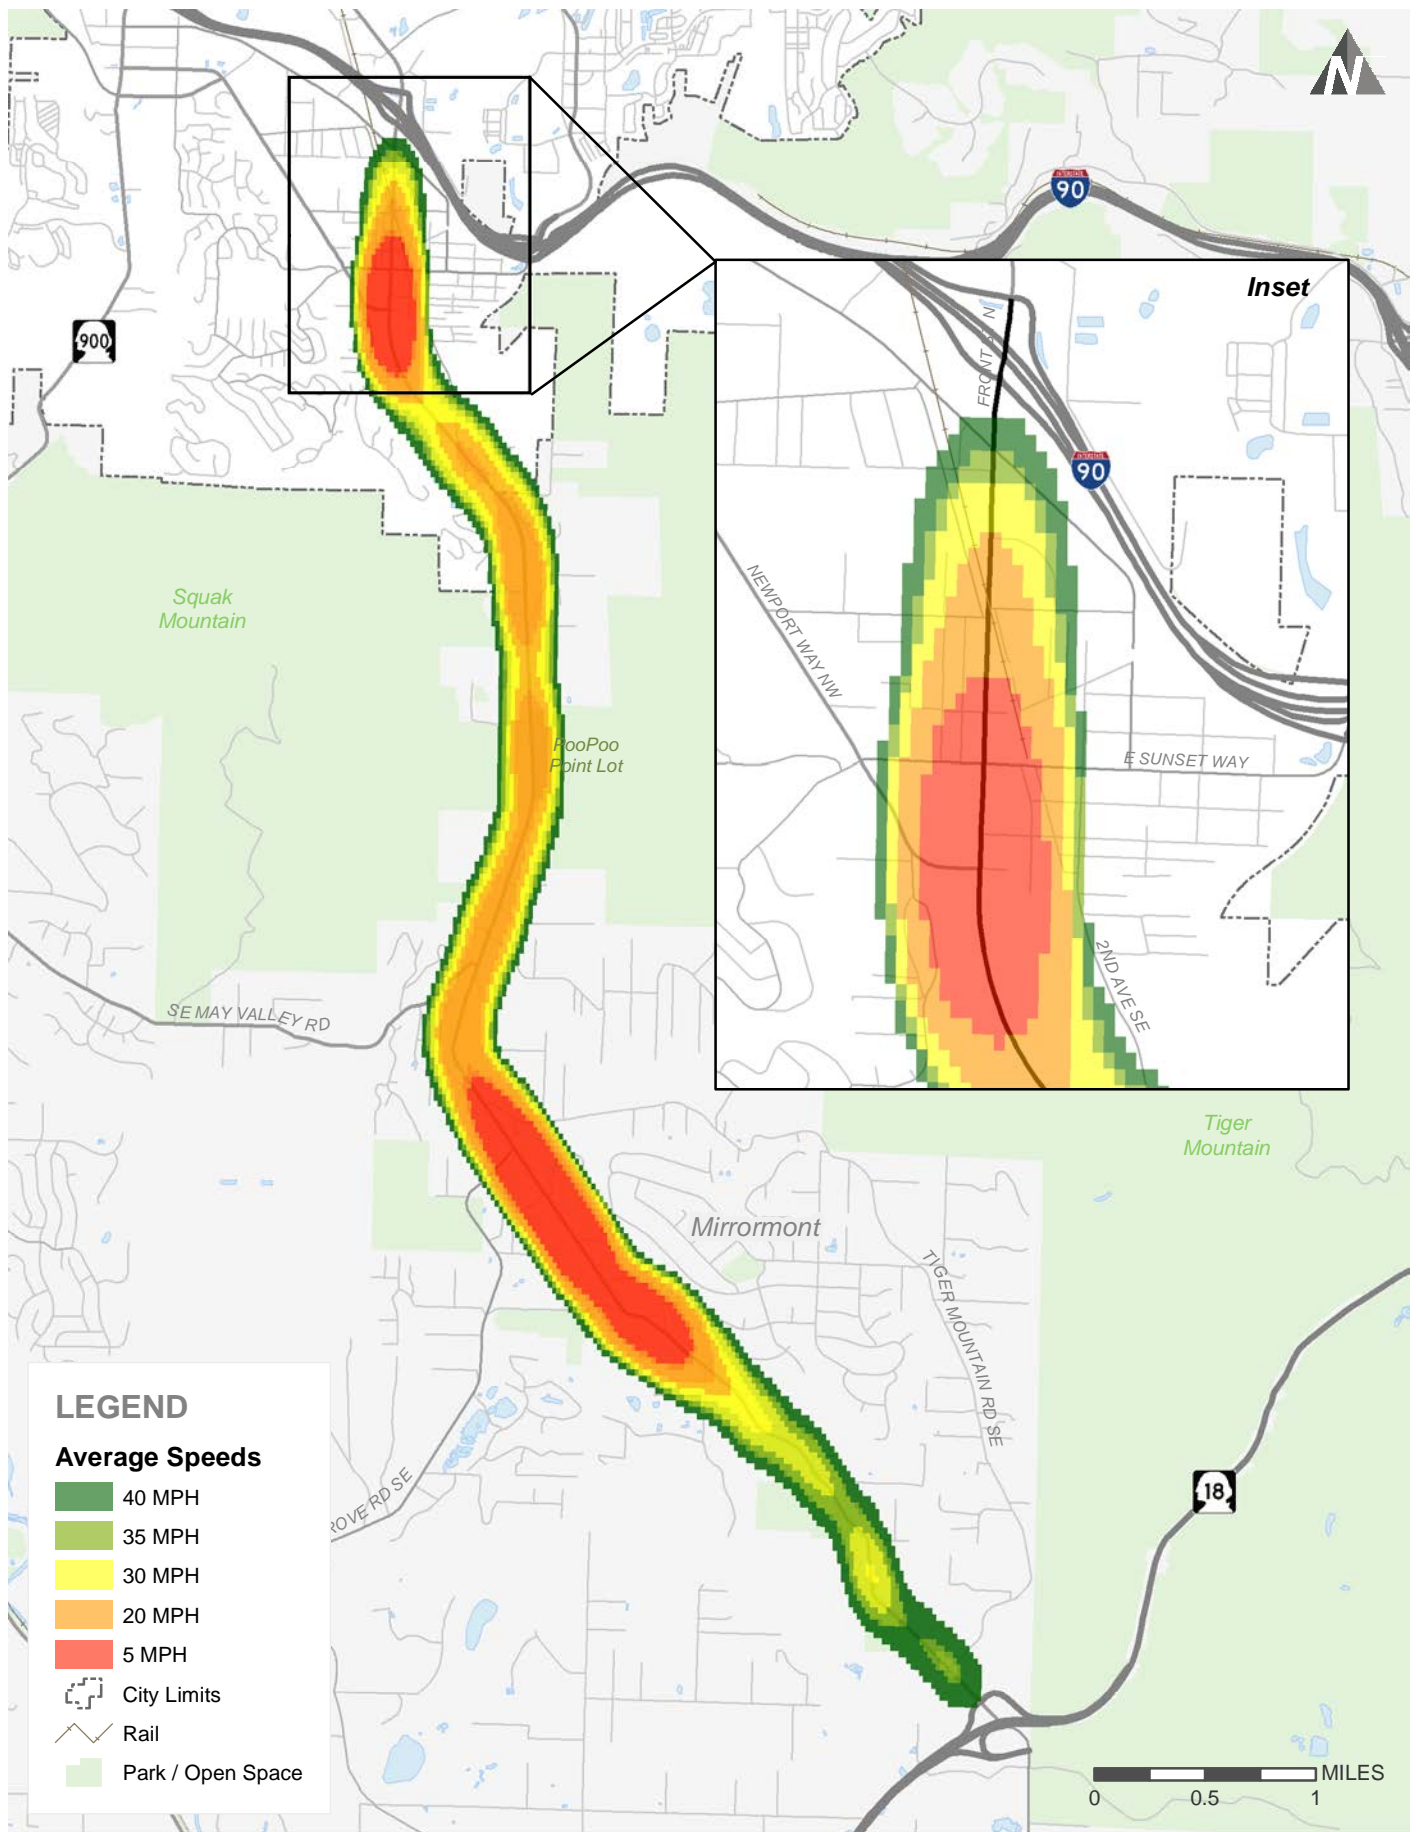 N
INTERSTATE
90
Inset
FRONT ST N
INTERSTATE
90
900
NEWPORT WAY NW
E SUNSET WAY
2ND AVE SE
Squak
Mountain
PooPoo
Point Lot
SE MAY VALLEY RD
Tiger
Mountain
Mirrormont
TIGER MOUNTAIN RD SE
18
ROVE RD SE
LEGEND
Average Speeds
40 MPH
35 MPH
30 MPH
20 MPH
5 MPH
City Limits
Rail
Park / Open Space
MILES
0 0.5 1